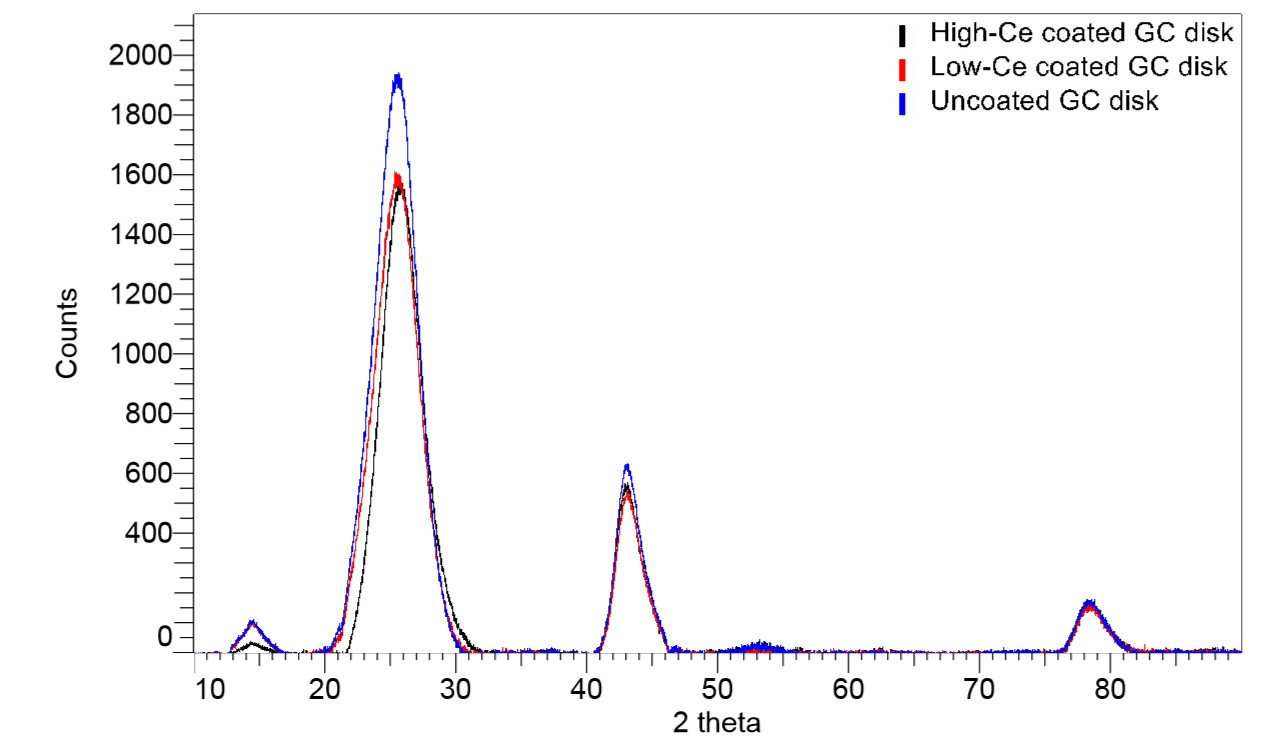 High-Ce coated GC disk
Low-Ce coated GC disk
Uncoated GC disk
2000
1800
1600
1400
1200
1000
800
600
400
0
Counts
10 20 30 40 50 60 70 80
2 theta